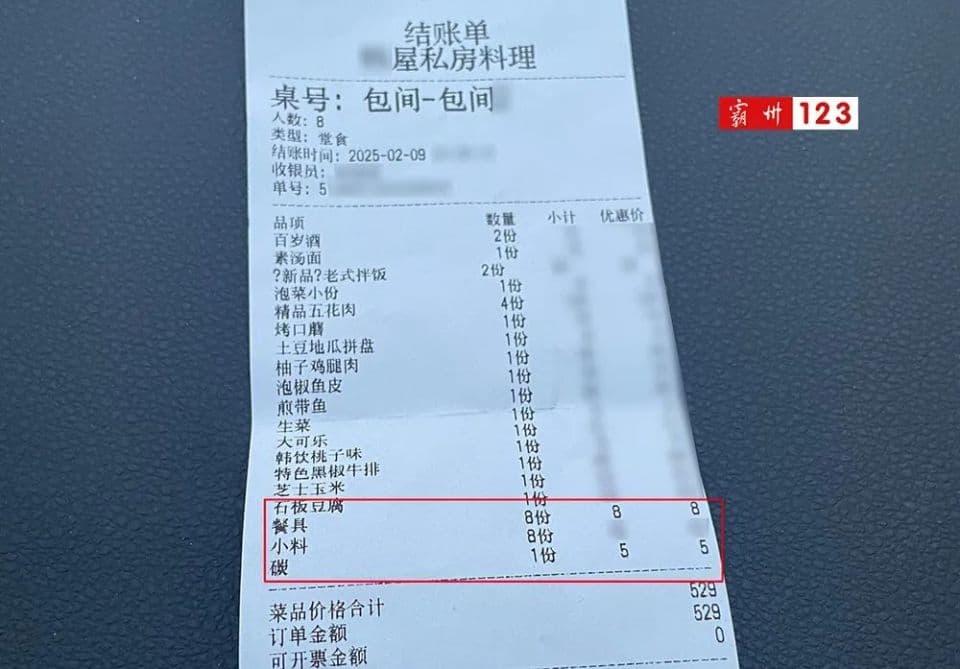 结账单
屋私房料理
桌号: 包间-包间
人数: 8
类型: 堂食
结账时间: 2025-02-09
收银员:
单号: 5
霸州123
品项 数量 小计 优惠价
百岁酒 2份
素汤面 1份
?新品?老式拌饭 2份
泡菜小份 1份
精品五花肉 4份
烤口蘑 1份
土豆地瓜拼盘 1份
柚子鸡腿肉 1份
泡椒鱼皮 1份
煎带鱼 1份
生菜 1份
大可乐 1份
韩饮桃子味 1份
特色黑椒牛排 1份
芝士玉米 1份
石板豆腐 1份
餐具 8份 8 8
小料 8份
碳 1份 5 5
菜品价格合计 529
订单金额 529
可开票金额 0